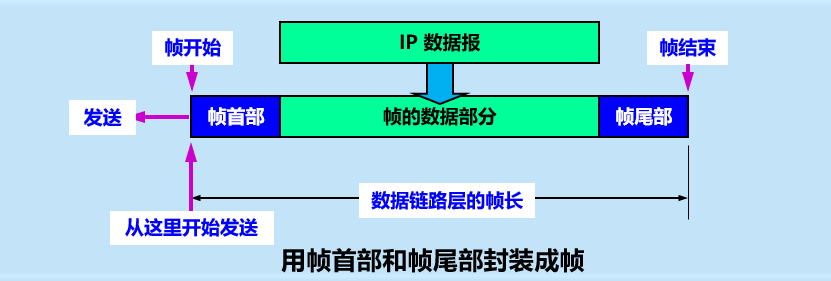 IP 数据报
帧开始
帧结束
发送
帧首部
帧的数据部分
帧尾部
数据链路层的帧长
从这里开始发送
用帧首部和帧尾部封装成帧